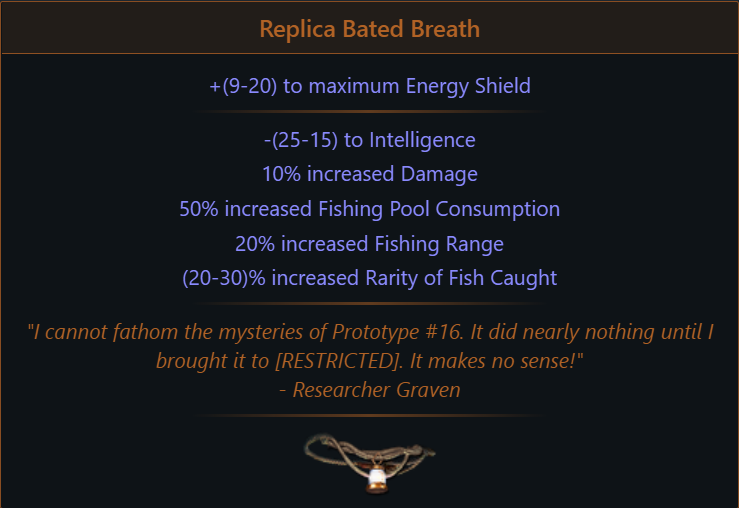 Replica Bated Breath
+(9-20) to maximum Energy Shield
-(25-15) to Intelligence
10% increased Damage
50% increased Fishing Pool Consumption
20% increased Fishing Range
(20-30)% increased Rarity of Fish Caught
"I cannot fathom the mysteries of Prototype #16. It did nearly nothing until I
brought it to [RESTRICTED]. It makes no sense!"
- Researcher Graven